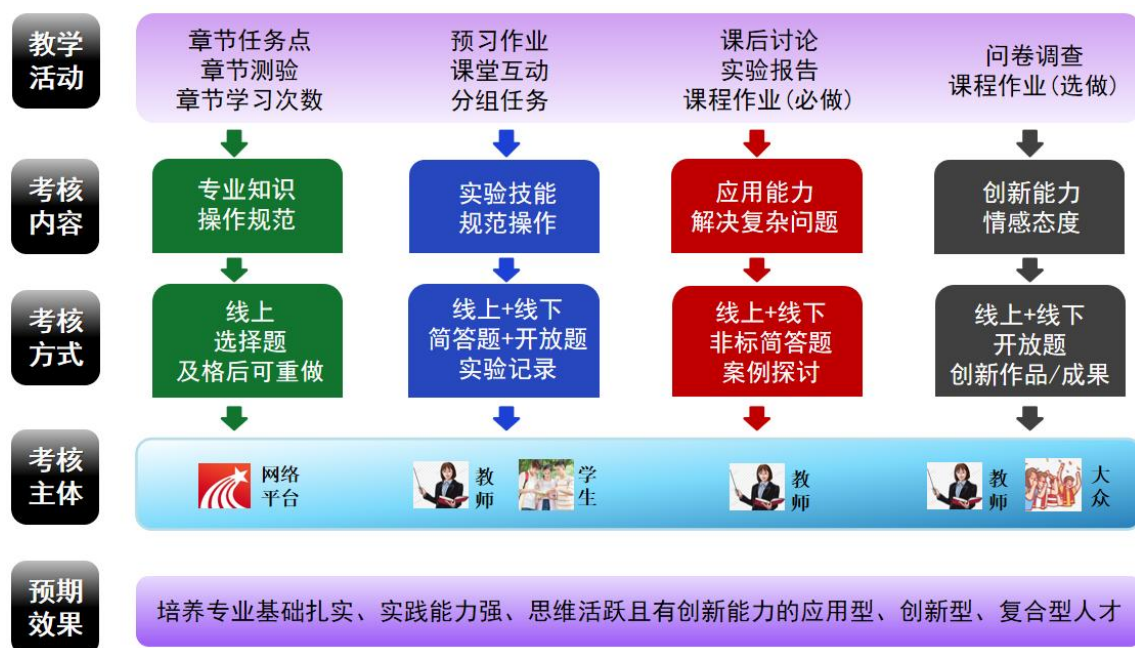 教学
活动
章节任务点
章节测验
章节学习次数
预习作业
课堂互动
分组任务
课后讨论
实验报告
课程作业(必做)
问卷调查
课程作业(选做)
考核
内容
专业知识
操作规范
实验技能
规范操作
应用能力
解决复杂问题
创新能力
情感态度
考核
方式
线上
选择题
及格后可重做
线上+线下
简答题+开放题
实验记录
线上+线下
非标简答题
案例探讨
线上+线下
开放题
创新作品/成果
考核
主体
网络
平台
教师
学生
教师
教师
大众
预期
效果
培养专业基础扎实、实践能力强、思维活跃且有创新能力的应用型、创新型、复合型人才